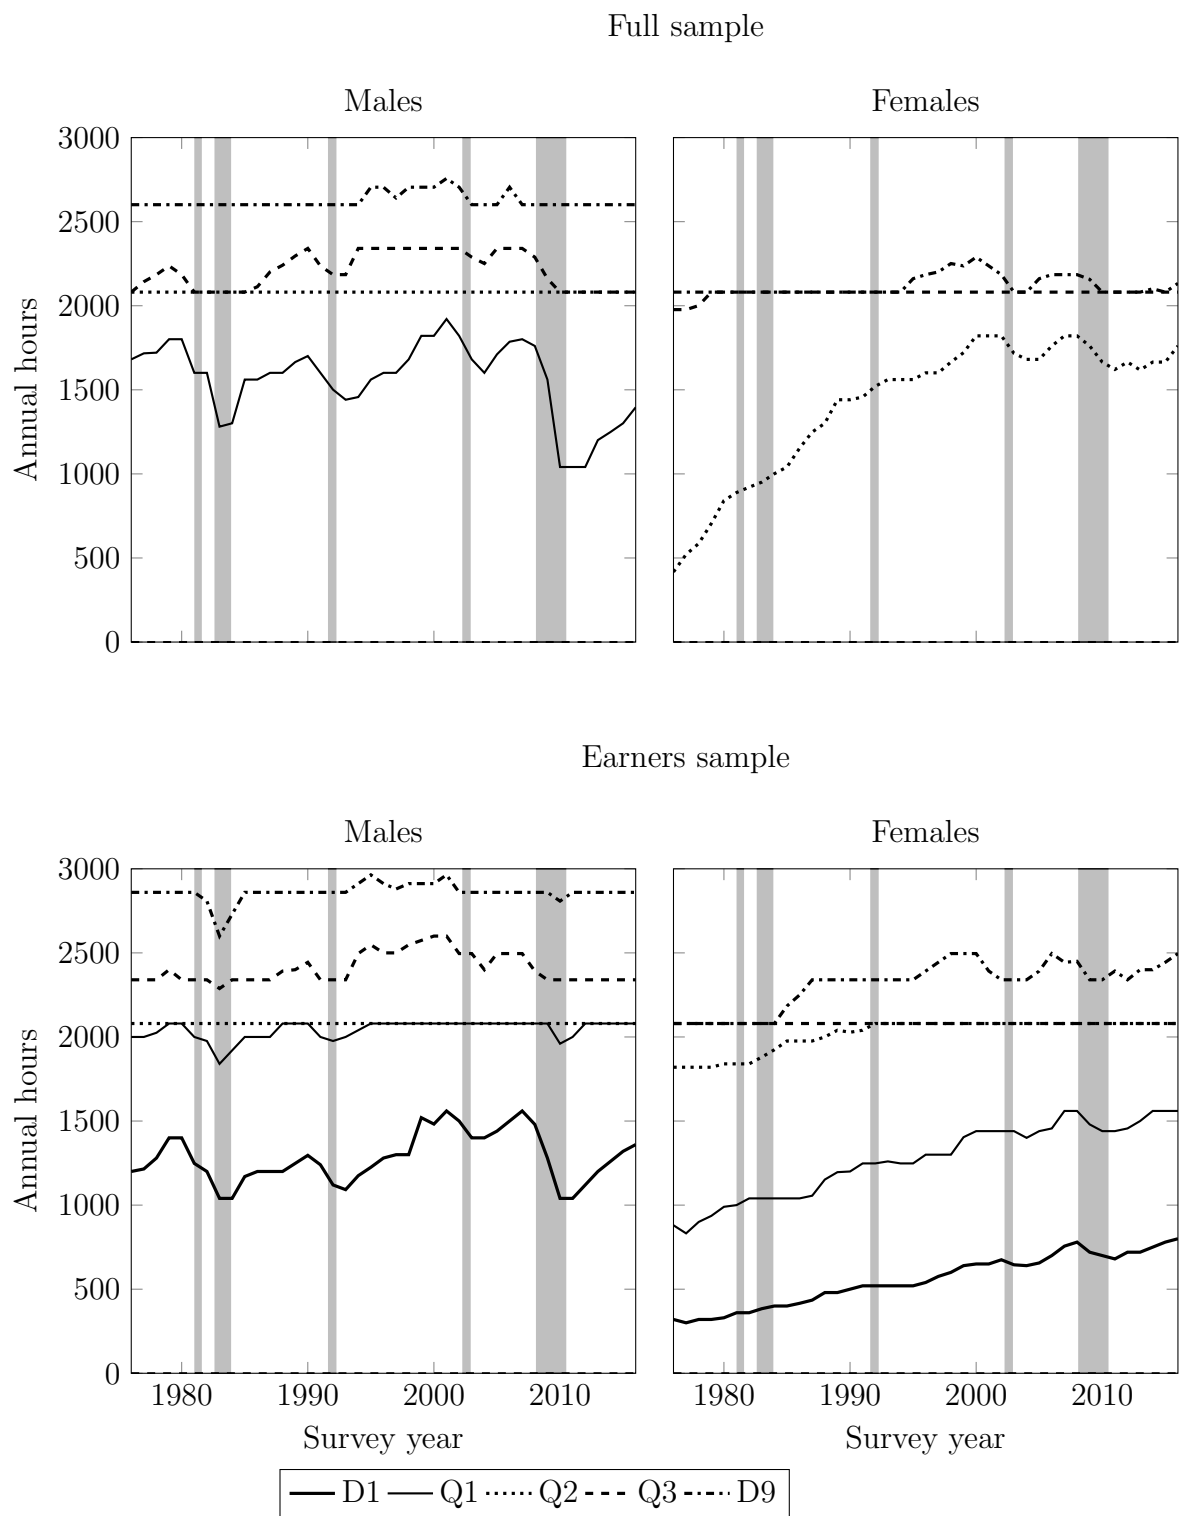 Full sample
Males
Females
3000
2500
2000
1500
1000
500
0
Annual hours
Earners sample
Males
Females
3000
2500
2000
1500
1000
500
0
Annual hours
1980 1990 2000 2010
1980 1990 2000 2010
Survey year
Survey year
D1 Q1 Q2 Q3 D9